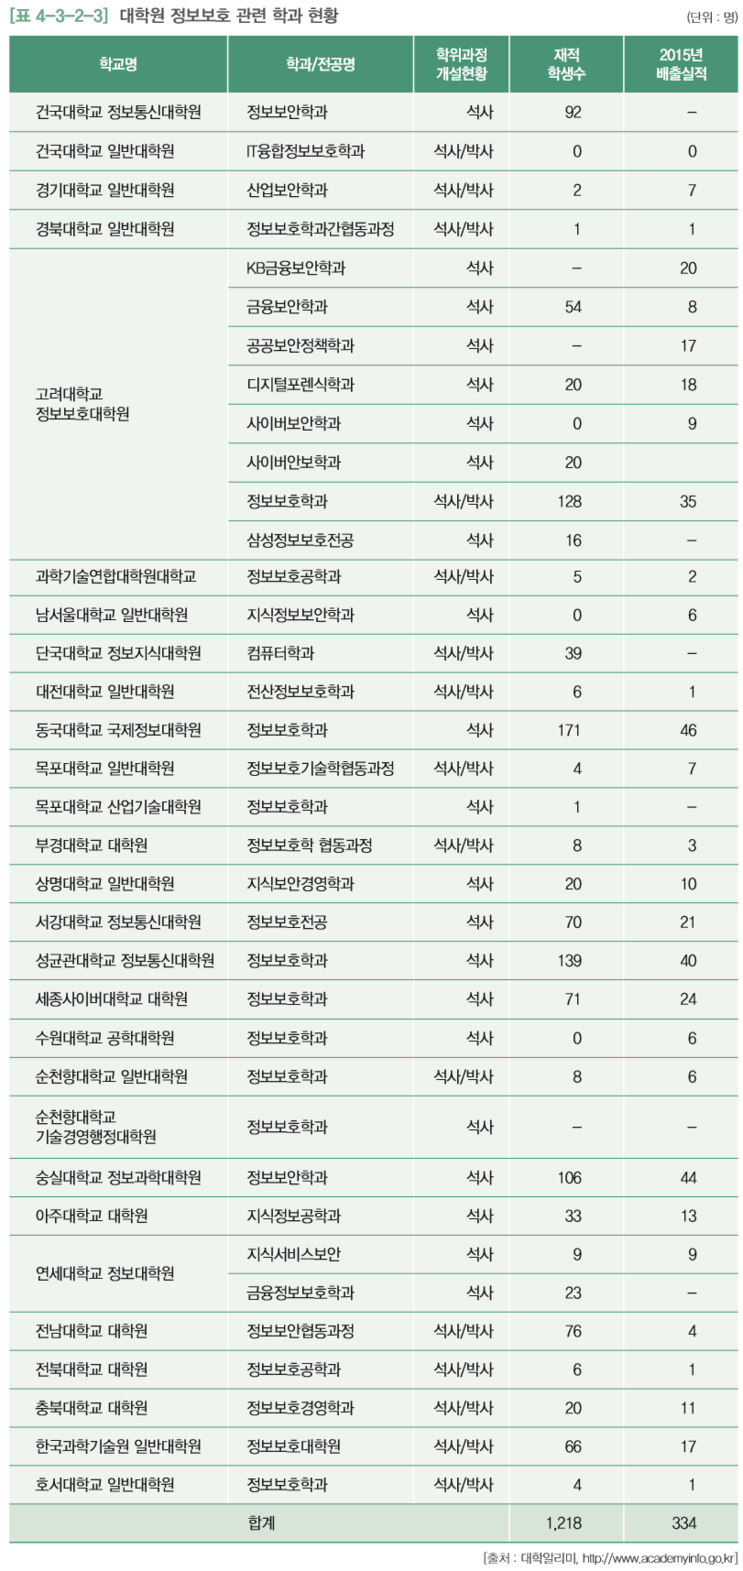 [표 4-3-2-3] 대학원 정보보호 관련 학과 현황 (단위 : 명)
학교명 학과/전공명 학위과정 개설현황 재적 학생수 2015년 배출실적
건국대학교 정보통신대학원 정보보안학과 석사 92 –
건국대학교 일반대학원 IT융합정보보호학과 석사/박사 0 0
경기대학교 일반대학원 산업보안학과 석사/박사 2 7
경북대학교 일반대학원 정보보호학과간협동과정 석사/박사 1 1
고려대학교
정보보호대학원
KB금융보안학과 석사 – 20
금융보안학과 석사 54 8
공공보안정책학과 석사 – 17
디지털포렌식학과 석사 20 18
사이버보안학과 석사 0 9
사이버안보학과 석사 20
정보보호학과 석사/박사 128 35
삼성정보보호전공 석사 16 –
과학기술연합대학원대학교 정보보호공학과 석사/박사 5 2
남서울대학교 일반대학원 지식정보보안학과 석사 0 6
단국대학교 정보지식대학원 컴퓨터학과 석사/박사 39 –
대전대학교 일반대학원 전산정보보호학과 석사/박사 6 1
동국대학교 국제정보대학원 정보보호학과 석사 171 46
목포대학교 일반대학원 정보보호기술학협동과정 석사/박사 4 7
목포대학교 산업기술대학원 정보보호학과 석사 1 –
부경대학교 대학원 정보보호학 협동과정 석사/박사 8 3
상명대학교 일반대학원 지식보안경영학과 석사 20 10
서강대학교 정보통신대학원 정보보호전공 석사 70 21
성균관대학교 정보통신대학원 정보보호학과 석사 139 40
세종사이버대학교 대학원 정보보호학과 석사 71 24
수원대학교 공학대학원 정보보호학과 석사 0 6
순천향대학교 일반대학원 정보보호학과 석사/박사 8 6
순천향대학교
기술경영행정대학원 정보보호학과 석사 – –
숭실대학교 정보과학대학원 정보보안학과 석사 106 44
아주대학교 대학원 지식정보공학과 석사 33 13
연세대학교 정보대학원
지식서비스보안 석사 9 9
금융정보보호학과 석사 23 –
전남대학교 대학원 정보보안협동과정 석사/박사 76 4
전북대학교 대학원 정보보호공학과 석사/박사 6 1
충북대학교 대학원 정보보호경영학과 석사/박사 20 11
한국과학기술원 일반대학원 정보보호대학원 석사/박사 66 17
호서대학교 일반대학원 정보보호학과 석사/박사 4 1
합계 1,218 334
[출처 : 대학알리미, http://www.academyinfo.go.kr]